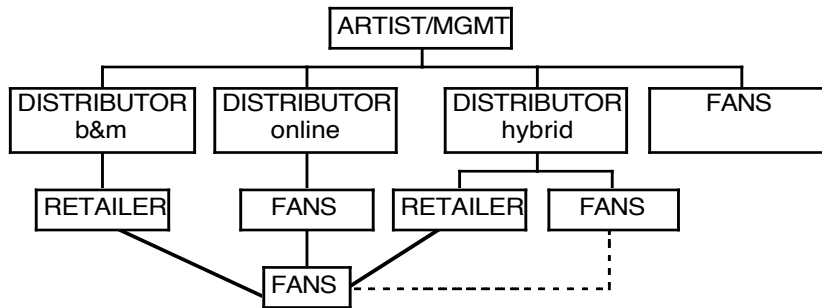 ARTIST/MGMT
DISTRIBUTOR
b&m
DISTRIBUTOR
online
DISTRIBUTOR
hybrid
FANS
RETAILER
FANS
RETAILER
FANS
FANS